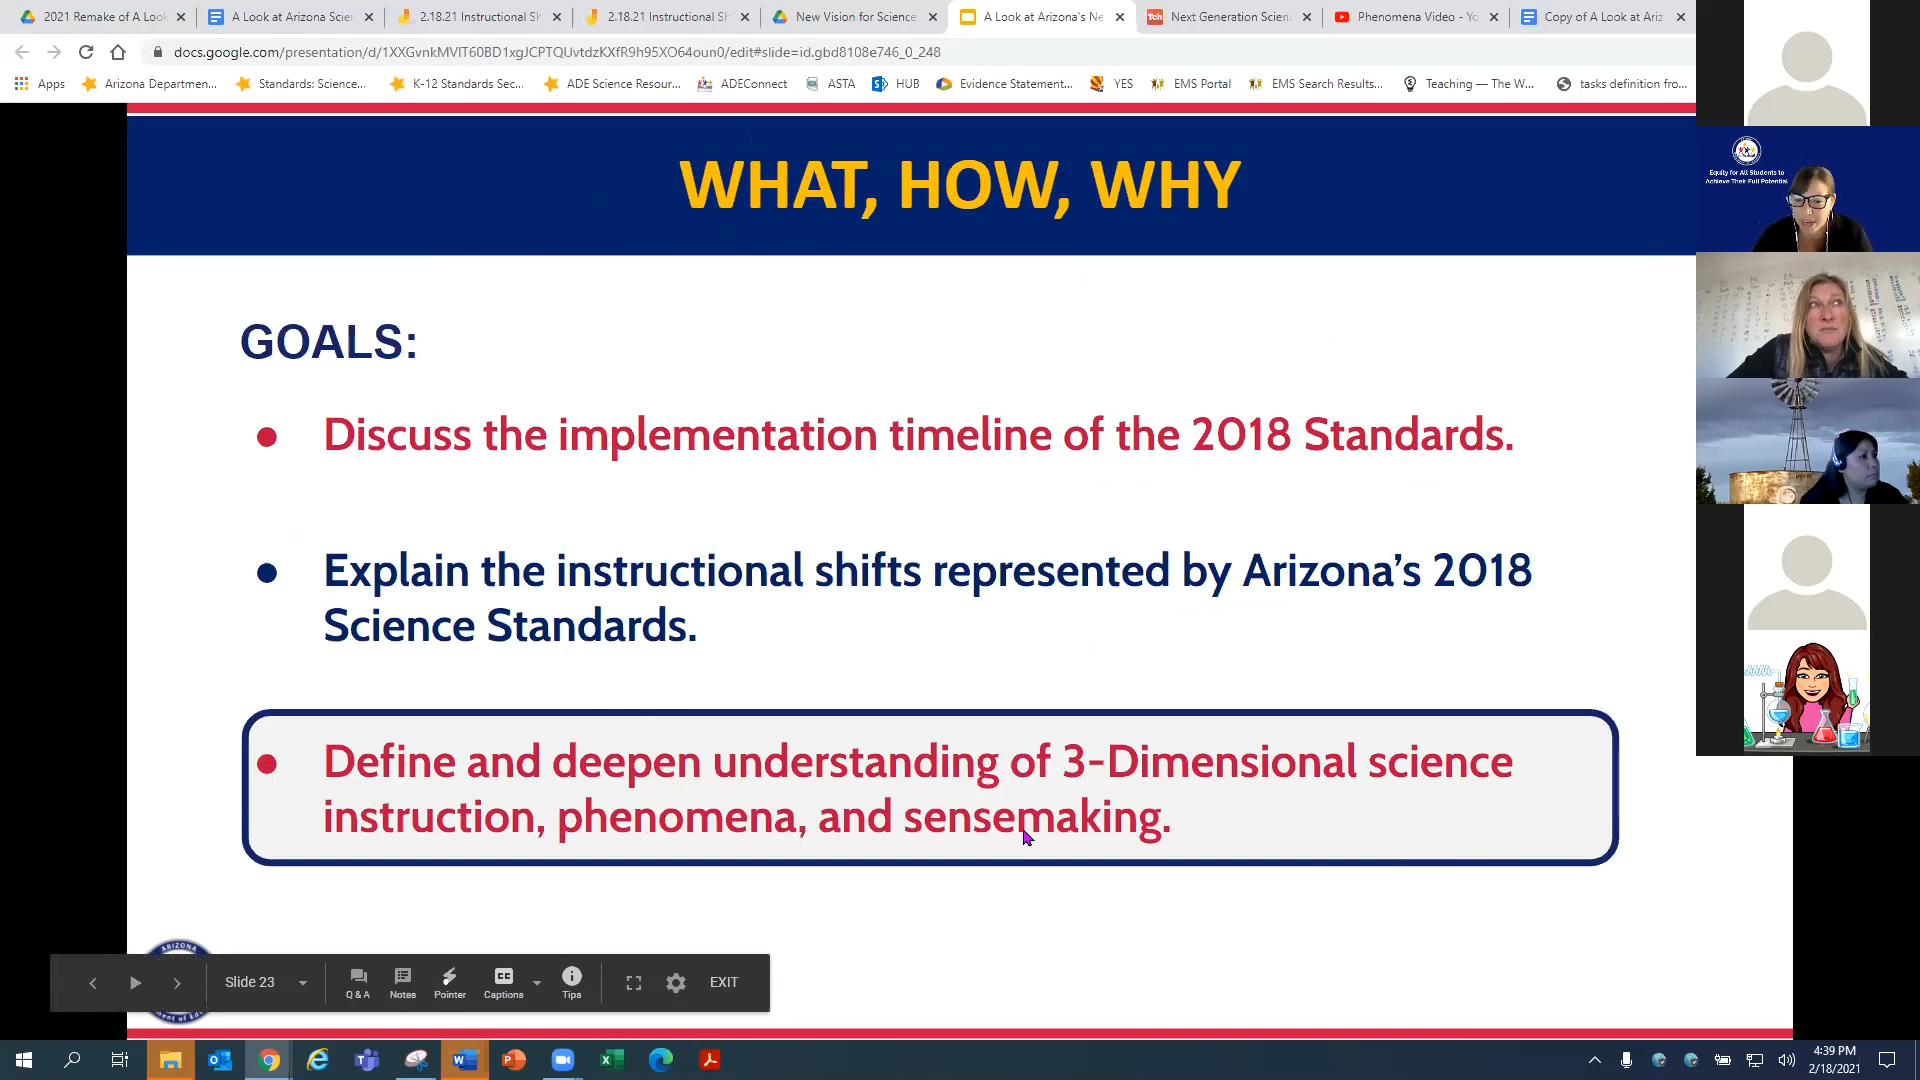 2021 Remake of A Look
A Look at Arizona Scien
2.18.21 Instructional Sh
2.18.21 Instructional Sh
New Vision for Science
A Look at Arizona's Ne
Next Generation Scien
Phenomena Video - Yo
Copy of A Look at Ariz
docs.google.com/presentation/d/1XXGvnkMVIT60BD1xgJCPTQUvtdzKXfR9h95XO64oun0/edit#slide=id.gbd8108e746_0_248
Apps
Arizona Departmen...
Standards: Science...
K-12 Standards Sec...
ADE Science Resour...
ADEConnect
ASTA
HUB
Evidence Statement...
YES
EMS Portal
EMS Search Results...
Teaching — The W...
tasks definition fro...
WHAT, HOW, WHY
Equity for All Students to
Achieve Their Full Potential
GOALS:
● Discuss the implementation timeline of the 2018 Standards.
● Explain the instructional shifts represented by Arizona's 2018
Science Standards.
● Define and deepen understanding of 3-Dimensional science
instruction, phenomena, and sensemaking.
ARIZONA
Slide 23
Q & A
Notes
Pointer
Captions
Tips
EXIT
4:39 PM
2/18/2021